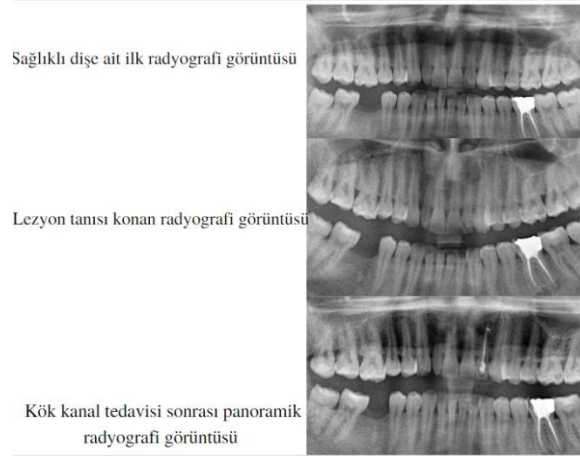 Sağlıklı dişe ait ilk radyografi görüntüsü
Lezyon tanısı konan radyografi görüntüsü
Kök kanal tedavisi sonrası panoramik
radyografi görüntüsü